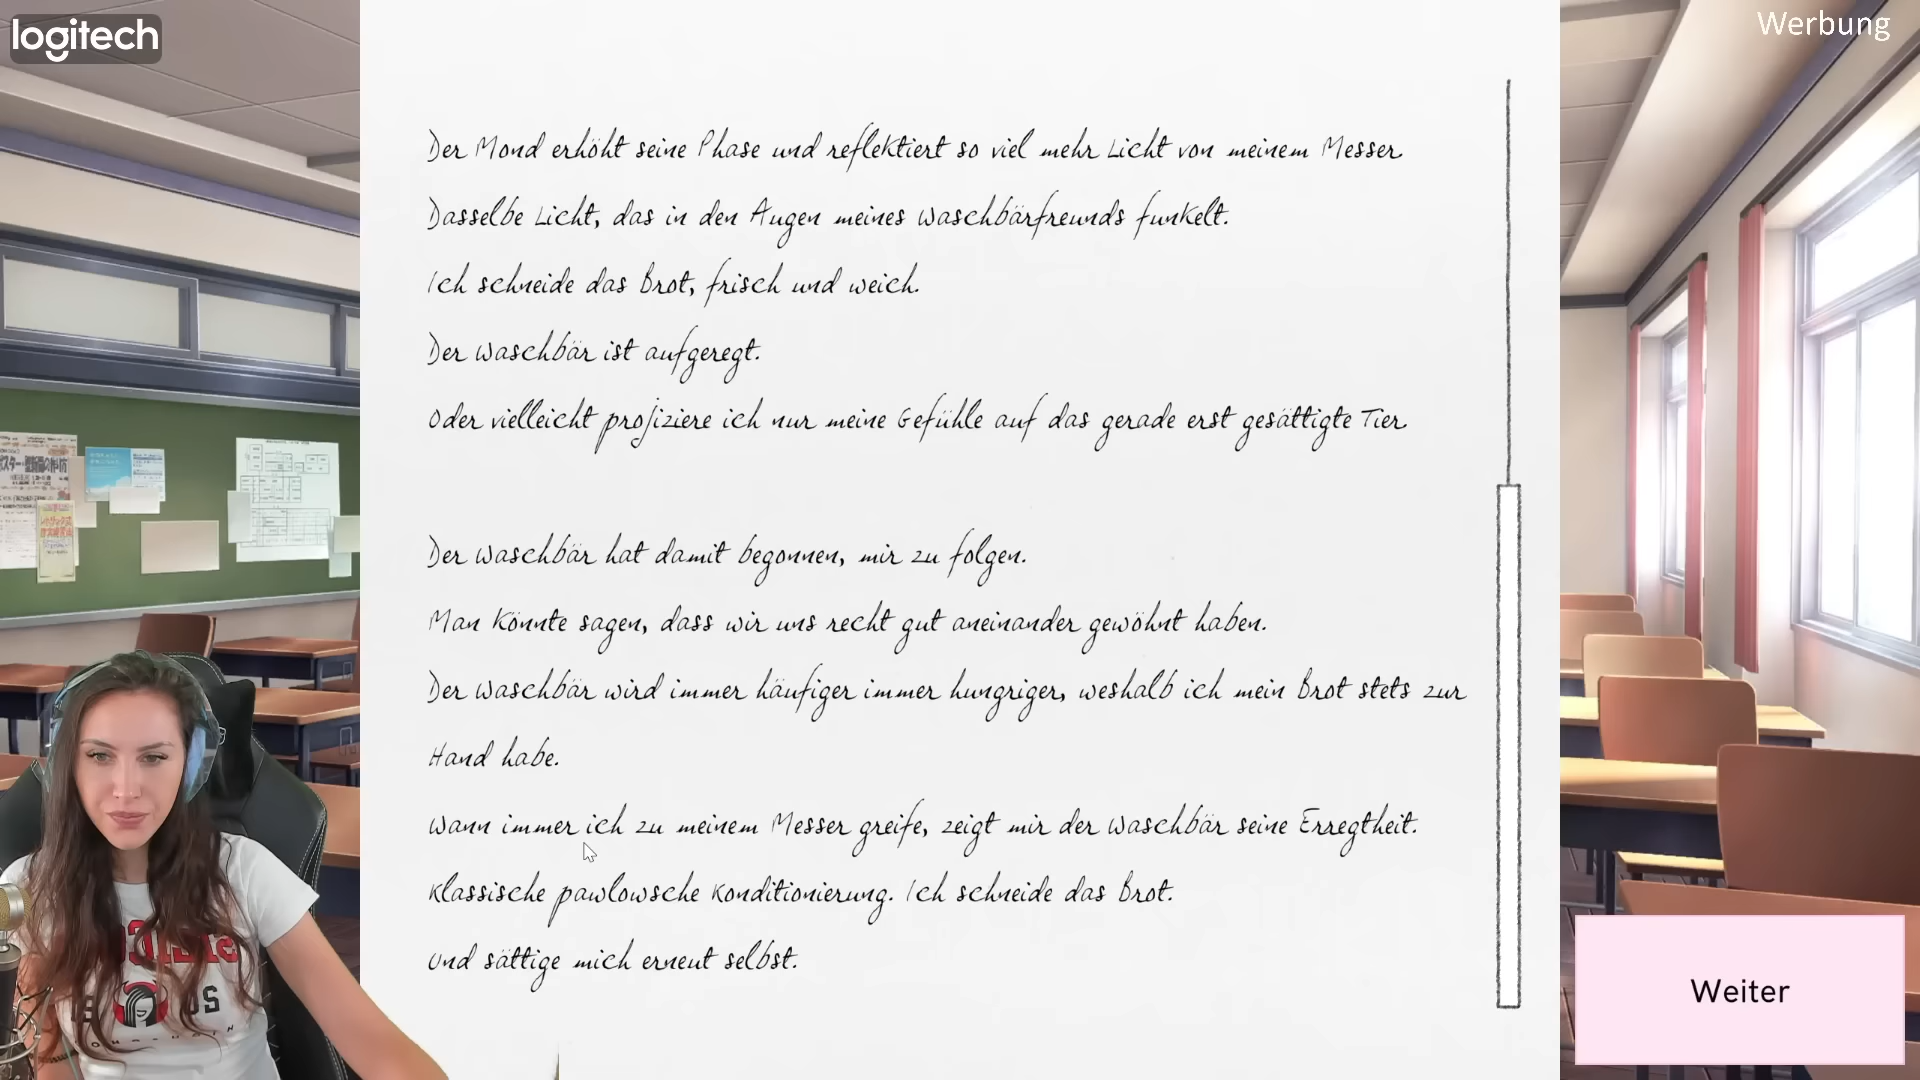 logitech
Werbung
Der Mond erhöht seine Phase und reflektiert so viel mehr Licht von meinem Messer
Dasselbe Licht, das in den Augen meines Waschbärfreunds funkelt.
Ich schneide das Brot, frisch und weich.
Der Waschbär ist aufgeregt.
Oder vielleicht projiziere ich nur meine Gefühle auf das gerade erst gesättigte Tier
Der Waschbär hat damit begonnen, mir zu folgen.
Man könnte sagen, dass wir uns recht gut aneinander gewöhnt haben.
Der Waschbär wird immer häufiger immer hungriger, weshalb ich mein Brot stets zur
Hand habe.
Wann immer ich zu meinem Messer greife, zeigt mir der Waschbär seine Erregtheit.
Klassische pawlowsche Konditionierung. Ich schneide das Brot.
Und sättige mich erneut selbst.
Weiter